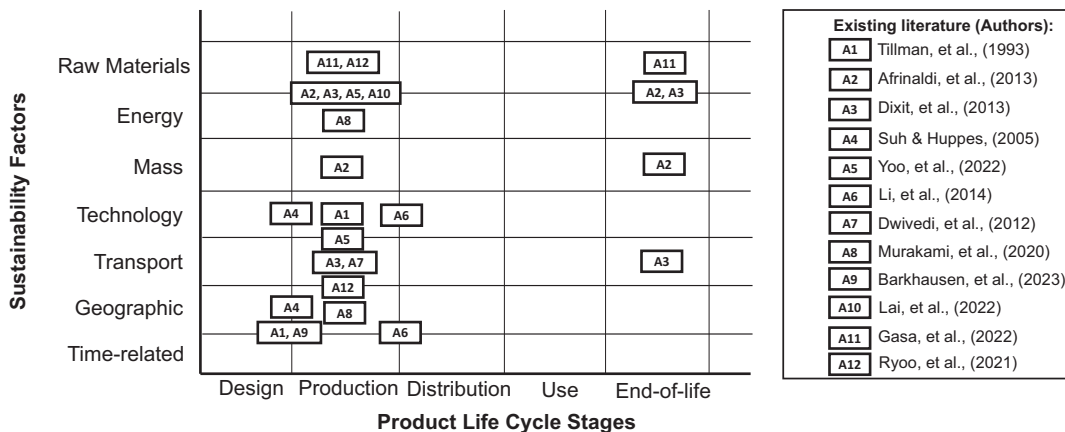 Sustainability Factors
Raw Materials
Energy
Mass
Technology
Transport
Geographic
Time-related
A11, A12
A11
A2, A3, A5, A10
A2, A3
A8
A2
A2
A4
A1
A6
A5
A3, A7
A3
A12
A4
A8
A1, A9
A6
Design
Production
Distribution
Use
End-of-life
Product Life Cycle Stages
Existing literature (Authors):
A1 Tillman, et al., (1993)
A2 Afrinaldi, et al., (2013)
A3 Dixit, et al., (2013)
A4 Suh & Huppes, (2005)
A5 Yoo, et al., (2022)
A6 Li, et al., (2014)
A7 Dwivedi, et al., (2012)
A8 Murakami, et al., (2020)
A9 Barkhausen, et al., (2023)
A10 Lai, et al., (2022)
A11 Gasa, et al., (2022)
A12 Ryoo, et al., (2021)